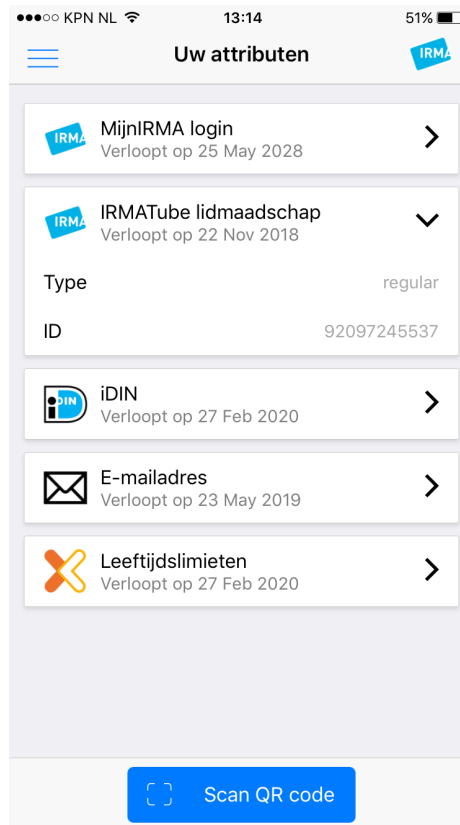 KPN NL 13:14 51%
Uw attributen
IRMA
IRMA
MijnIRMA login
Verloopt op 25 May 2028
IRMA
IRMATube lidmaadschap
Verloopt op 22 Nov 2018
Type regular
ID 92097245537
iDIN
iDIN
Verloopt op 27 Feb 2020
E-mailadres
Verloopt op 23 May 2019
Leeftijdslimieten
Verloopt op 27 Feb 2020
Scan QR code